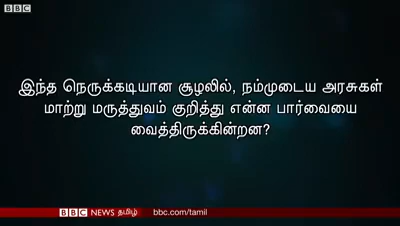 BBC
இந்த நெருக்கடியான சூழலில், நம்முடைய அரசுகள்
மாற்று மருத்துவம் குறித்து என்ன பார்வையை
வைத்திருக்கின்றன?
BBC NEWS தமிழ் bbc.com/tamil